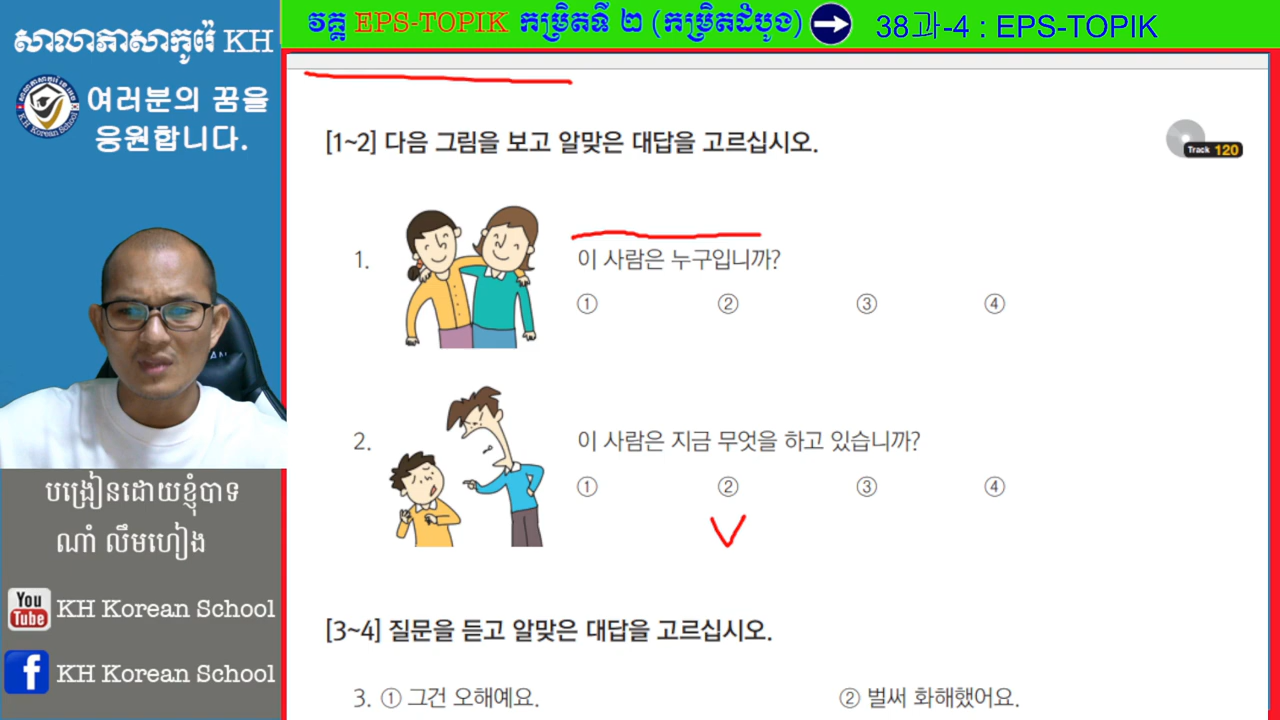 សាលាភាសាកូរ៉េ KH
여러분의 꿈을
응원합니다.
វគ្គ EPS-TOPIK កម្រិតទី ២ (កម្រិតដំបូង)
38과-4 : EPS-TOPIK
[1~2] 다음 그림을 보고 알맞은 대답을 고르십시오.
Track 120
1. 이 사람은 누구입니까?
① ② ③ ④
2. 이 사람은 지금 무엇을 하고 있습니까?
① ② ③ ④
[3~4] 질문을 듣고 알맞은 대답을 고르십시오.
3. ① 그건 오해예요. ② 벌써 화해했어요.
បង្រៀនដោយខ្ញុំបាទ
ណាំ លឹមហៀង
You Tube KH Korean School
f KH Korean School